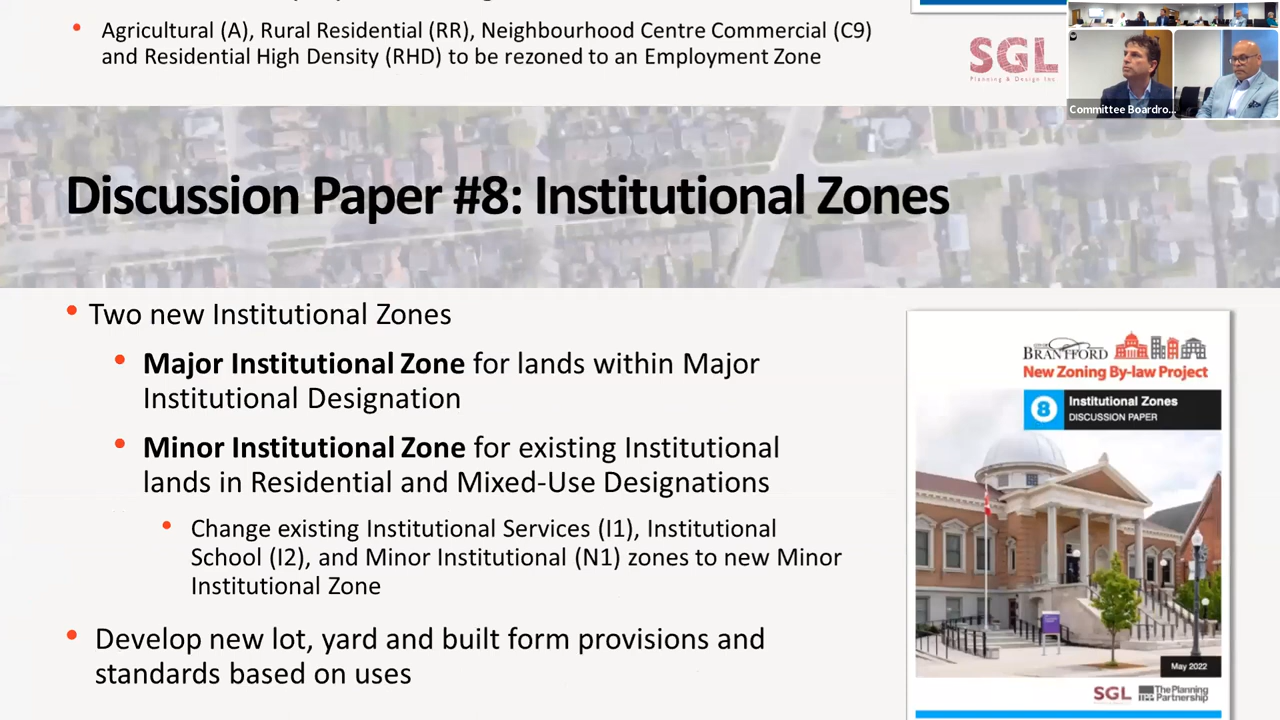 Agricultural (A), Rural Residential (RR), Neighbourhood Centre Commercial (C9)
and Residential High Density (RHD) to be rezoned to an Employment Zone
SGL
Planning & Design Inc
Committee Boardro...
Discussion Paper #8: Institutional Zones
• Two new Institutional Zones
• Major Institutional Zone for lands within Major
Institutional Designation
• Minor Institutional Zone for existing Institutional
lands in Residential and Mixed-Use Designations
• Change existing Institutional Services (I1), Institutional
School (I2), and Minor Institutional (N1) zones to new Minor
Institutional Zone
• Develop new lot, yard and built form provisions and
standards based on uses
BRANTFORD
New Zoning By-law Project
8
Institutional Zones
DISCUSSION PAPER
May 2022
SGL
The Planning
Partnership